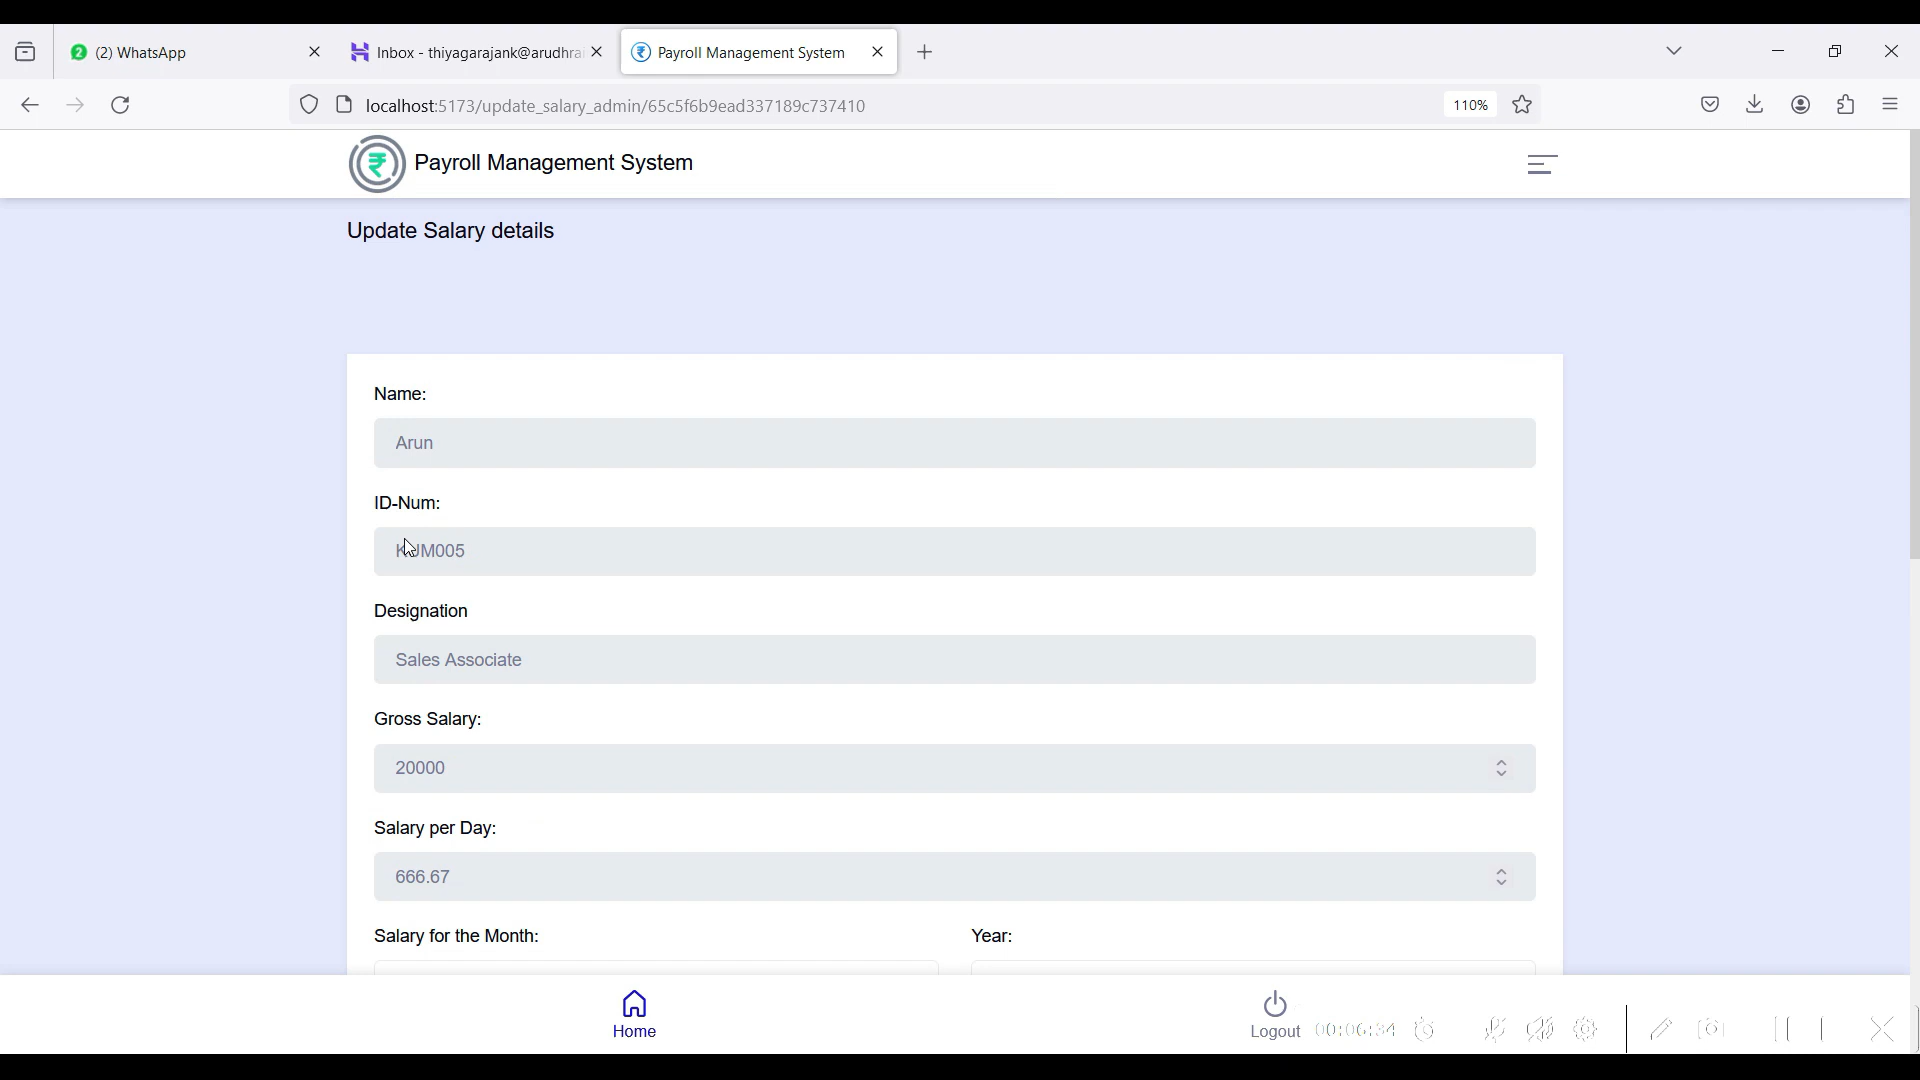 (2) WhatsApp
Inbox - thiyagarajank@arudhra
Payroll Management System
localhost:5173/update_salary_admin/65c5f6b9ead337189c737410
110%
Payroll Management System
Update Salary details
Name:
Arun
ID-Num:
KUM005
Designation
Sales Associate
Gross Salary:
20000
Salary per Day:
666.67
Salary for the Month:
Year:
Home
Logout
00:06:34